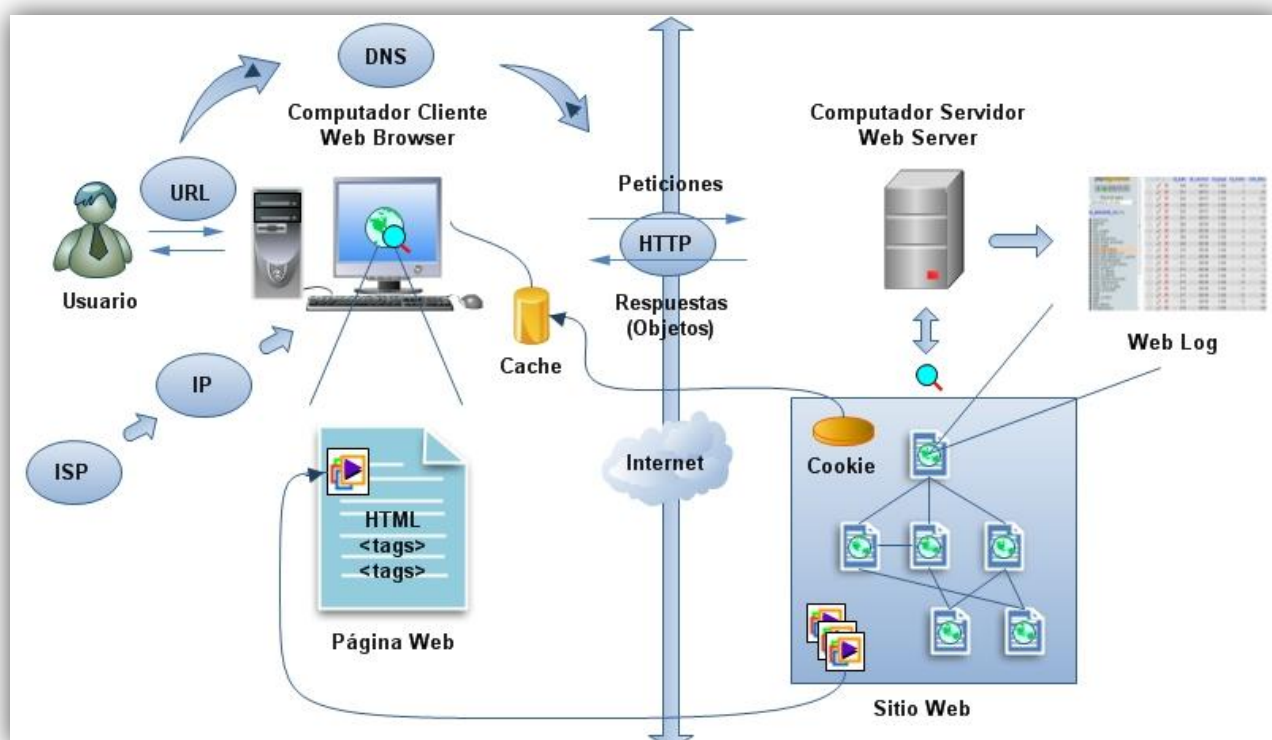 DNS
Computador Cliente
Web Browser
URL
Usuario
Peticiones
HTTP
Respuestas
(Objetos)
Computador Servidor
Web Server
Web Log
Cache
IP
ISP
Internet
Cookie
HTML
<tags>
<tags>
Página Web
Sitio Web